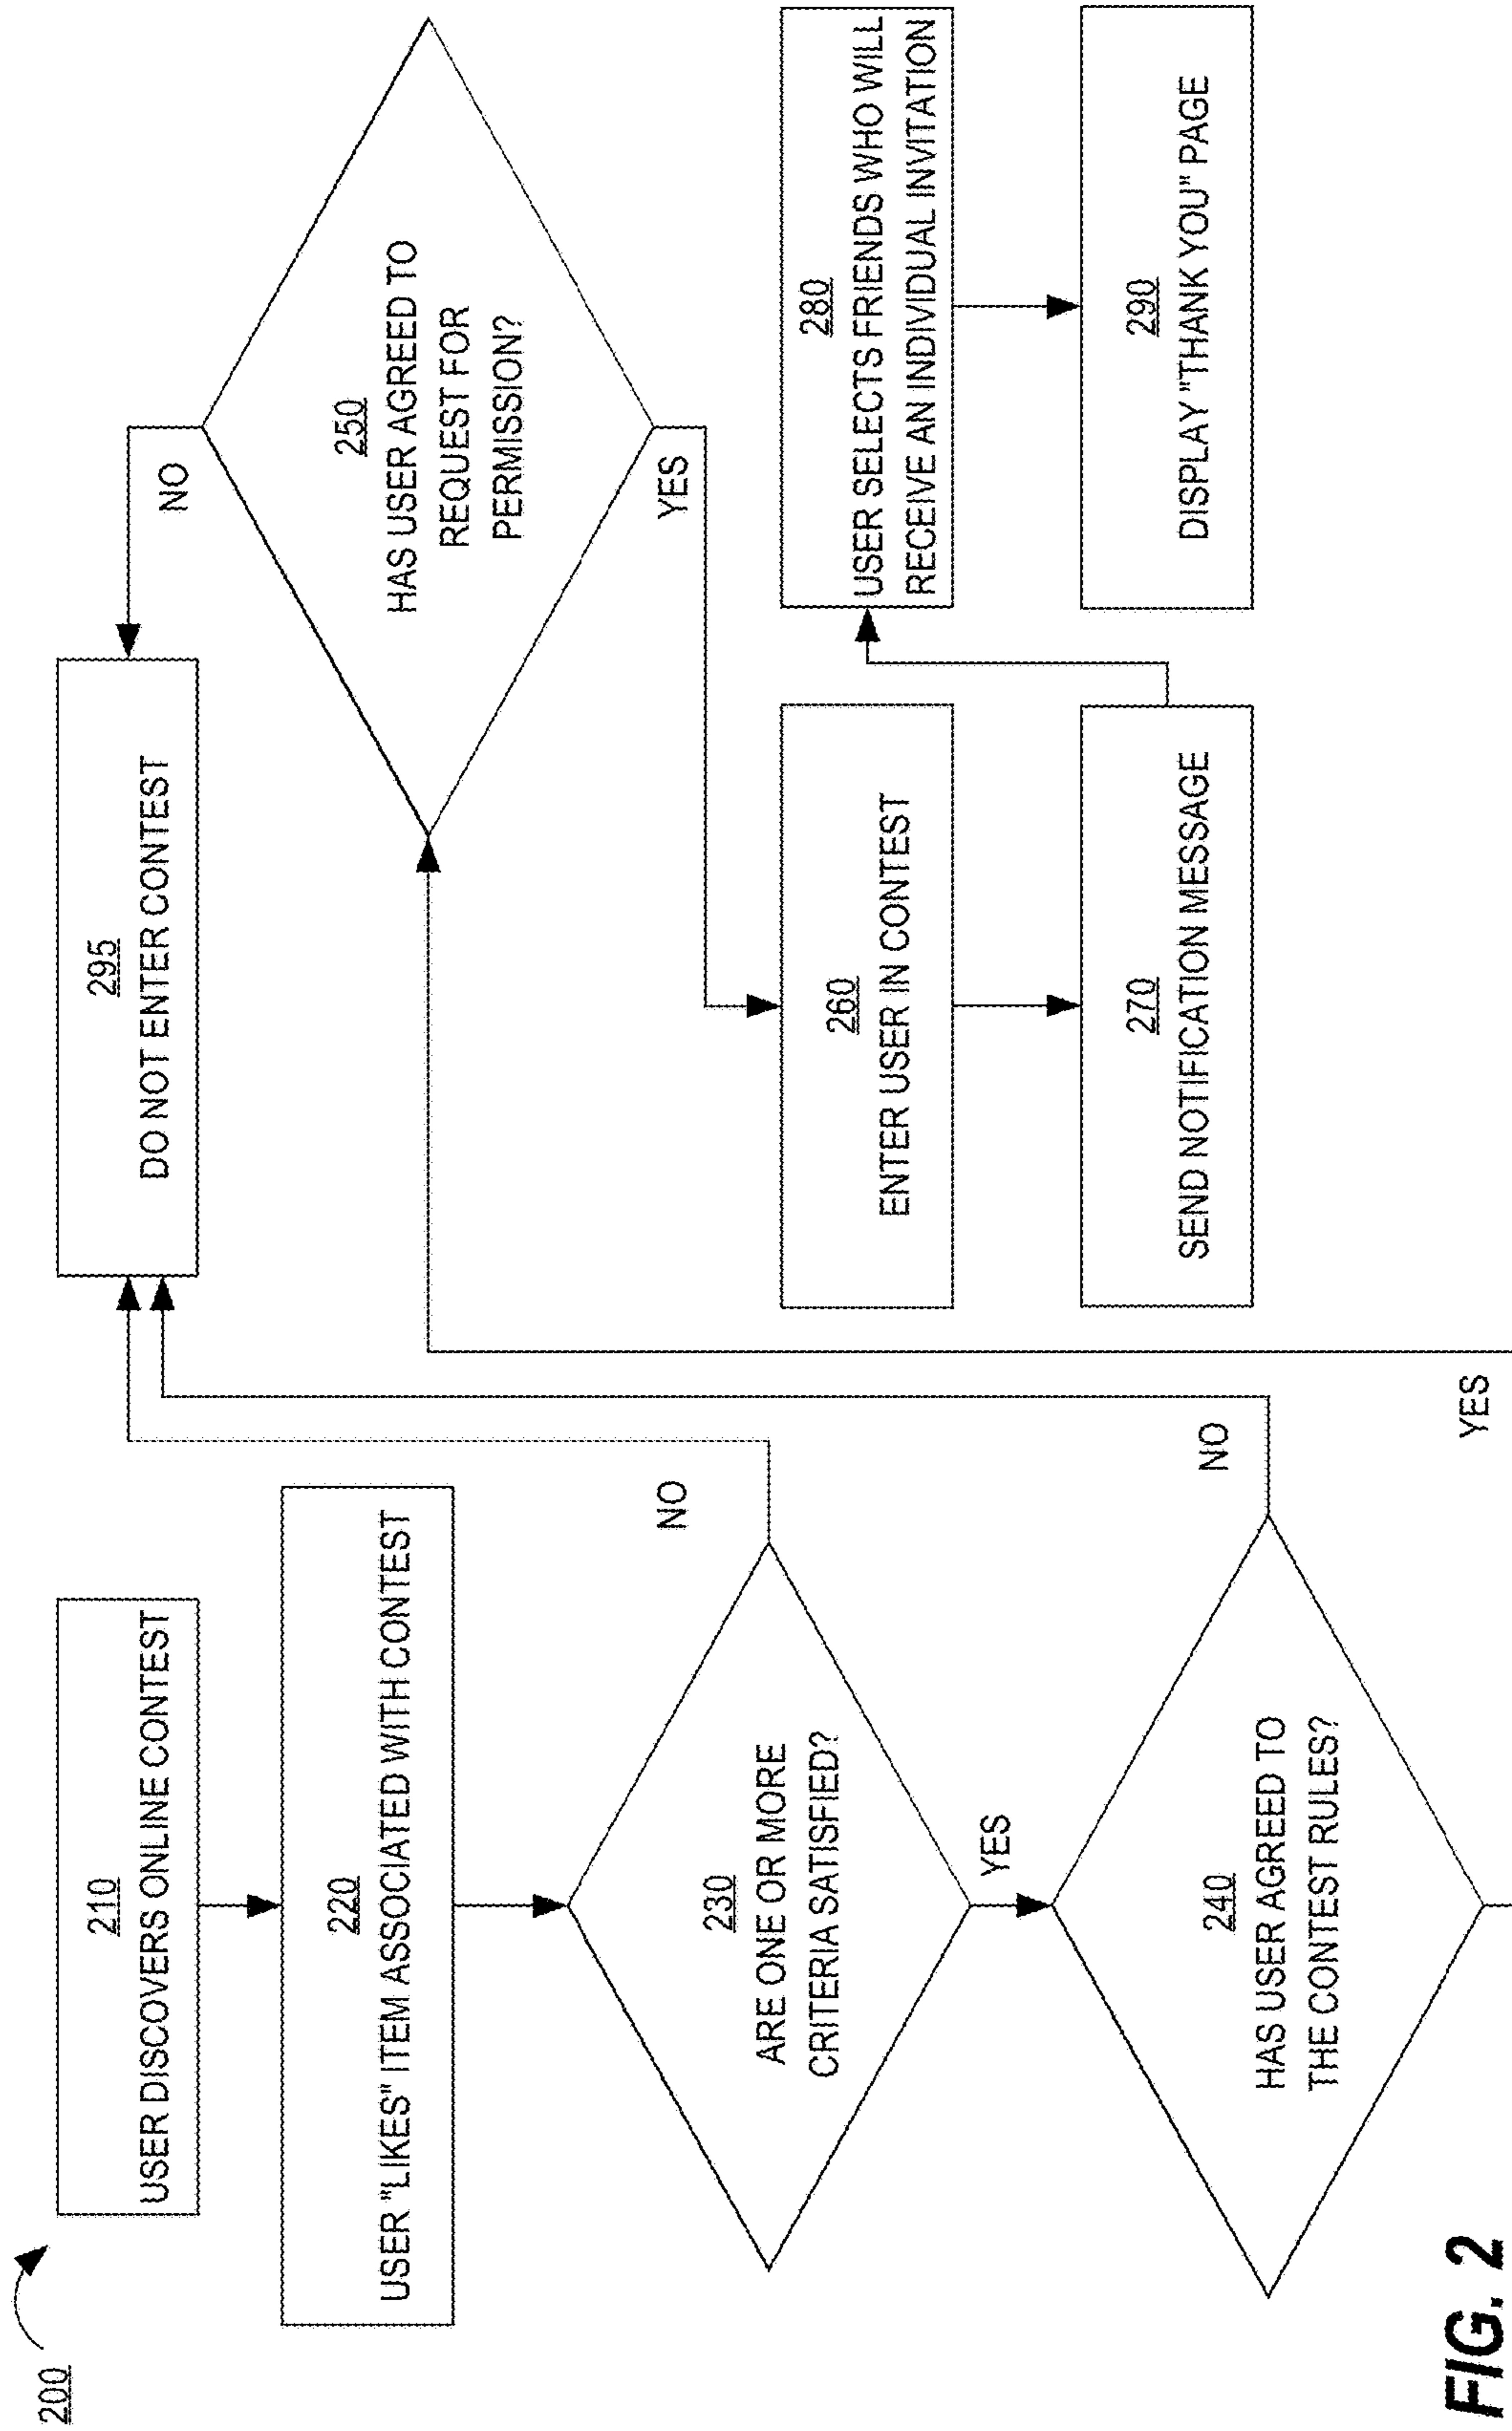 200
210
USER DISCOVERS ONLINE CONTEST
220
USER "LIKES" ITEM ASSOCIATED WITH CONTEST
230
ARE ONE OR MORE
CRITERIA SATISFIED?
NO
YES
240
HAS USER AGREED TO
THE CONTEST RULES?
NO
YES
295
DO NOT ENTER CONTEST
NO
250
HAS USER AGREED TO
REQUEST FOR
PERMISSION?
YES
260
ENTER USER IN CONTEST
270
SEND NOTIFICATION MESSAGE
280
USER SELECTS FRIENDS WHO WILL
RECEIVE AN INDIVIDUAL INVITATION
290
DISPLAY "THANK YOU" PAGE
FIG. 2